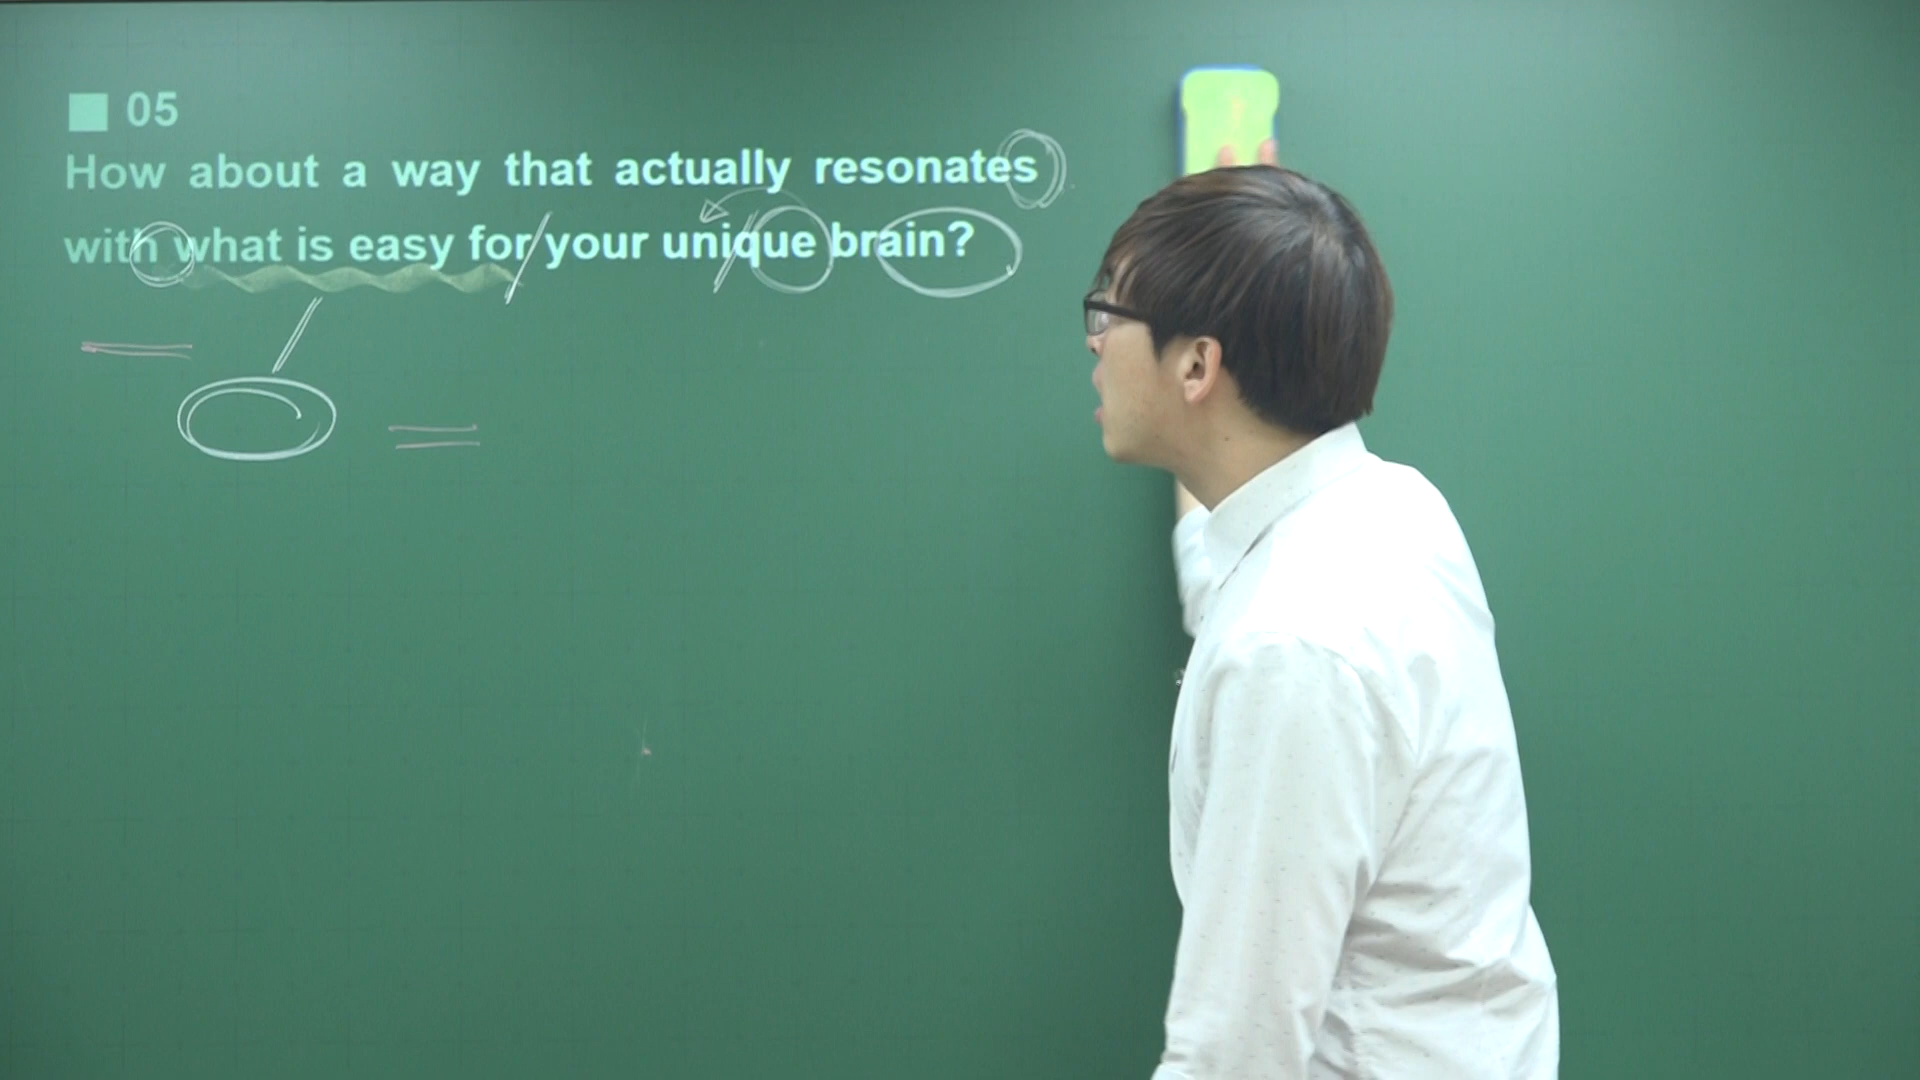 ■ 05
How about a way that actually resonates
with what is easy for your unique brain?